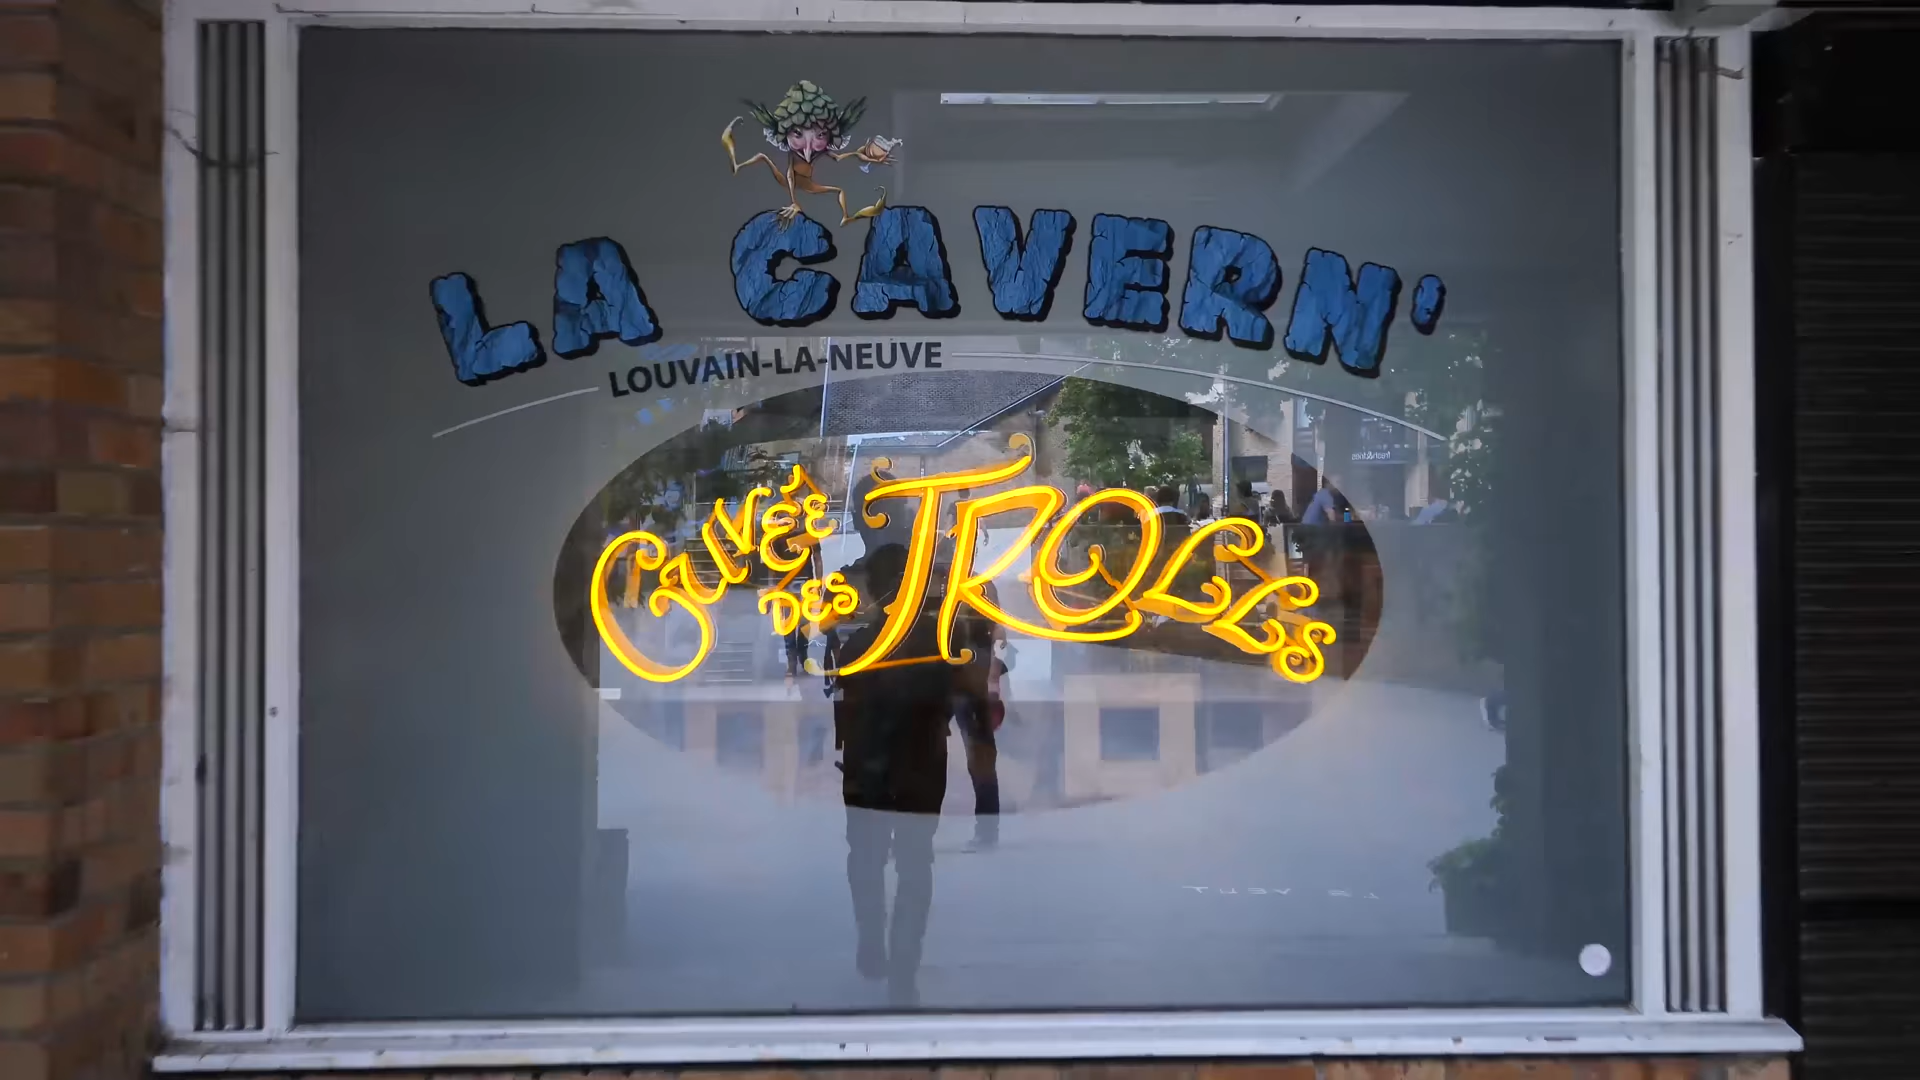 LA CAVERN'
LOUVAIN-LA-NEUVE
CUVÉE
DES
TROLLS